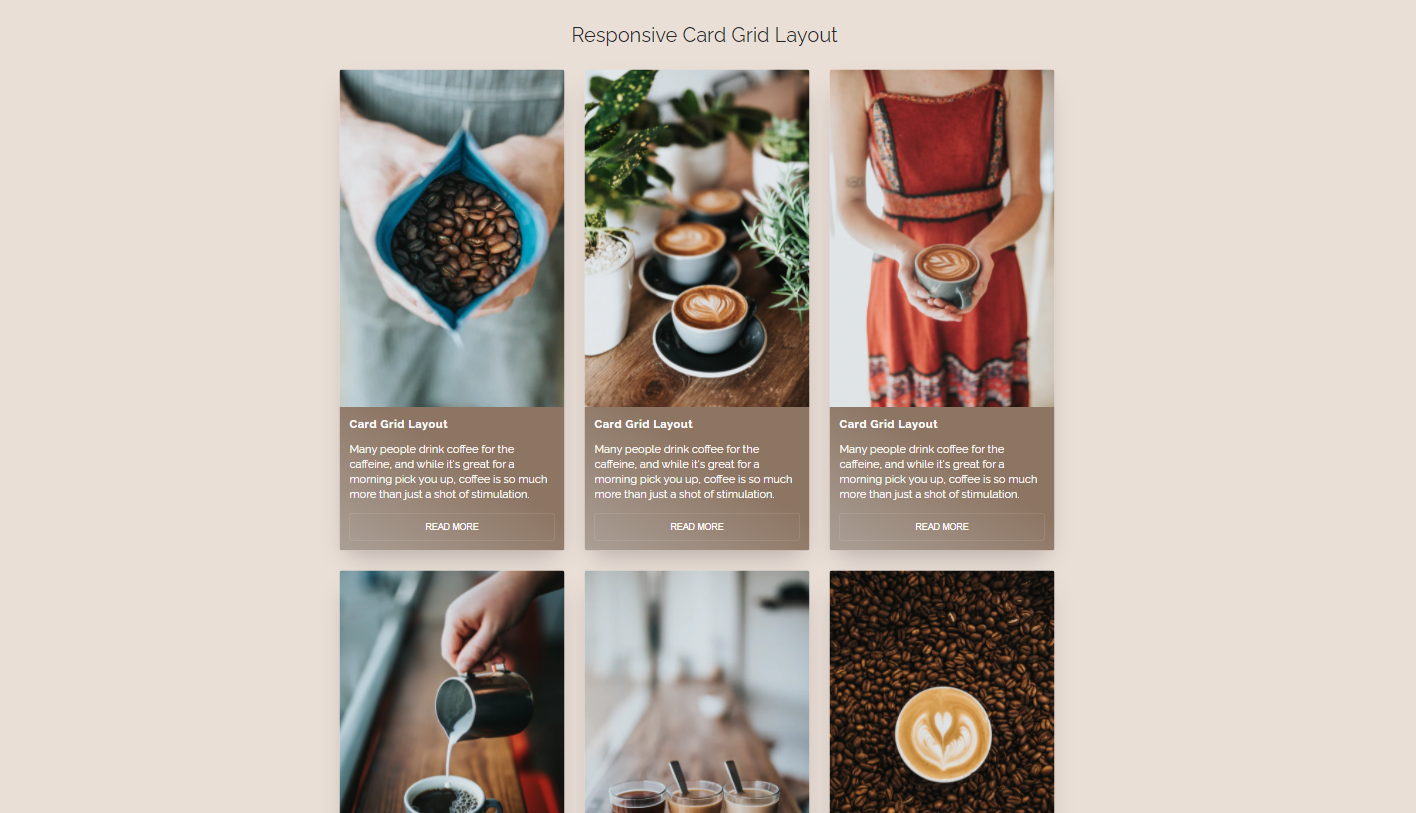 Responsive Card Grid Layout
Card Grid Layout
Many people drink coffee for the
caffeine, and while it's great for a
morning pick you up, coffee is so much
more than just a shot of stimulation.
READ MORE
Card Grid Layout
Many people drink coffee for the
caffeine, and while it's great for a
morning pick you up, coffee is so much
more than just a shot of stimulation.
READ MORE
Card Grid Layout
Many people drink coffee for the
caffeine, and while it's great for a
morning pick you up, coffee is so much
more than just a shot of stimulation.
READ MORE